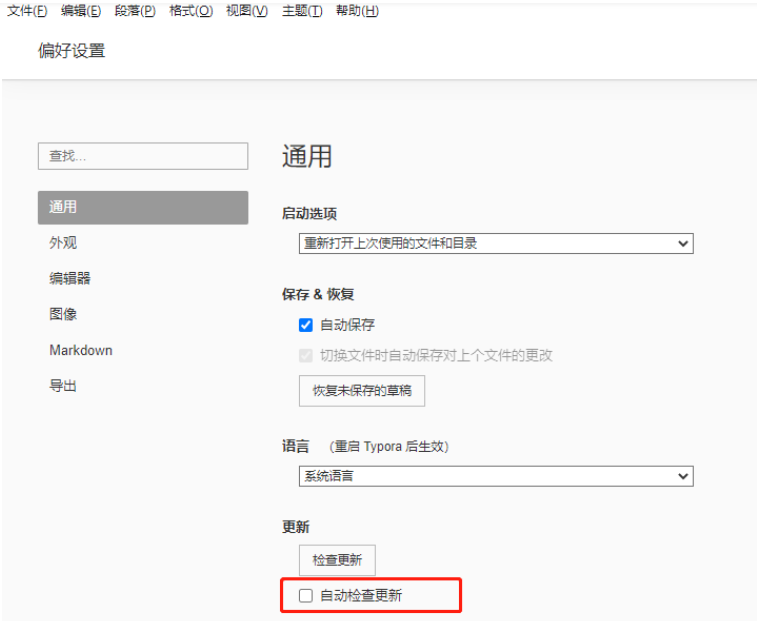 文件(F) 编辑(E) 段落(P) 格式(O) 视图(V) 主题(T) 帮助(H)
偏好设置
查找...
通用
外观
编辑器
图像
Markdown
导出
通用
启动选项
重新打开上次使用的文件和目录
保存 & 恢复
自动保存
切换文件时自动保存对上个文件的更改
恢复未保存的草稿
语言 （重启 Typora 后生效）
系统语言
更新
检查更新
自动检查更新